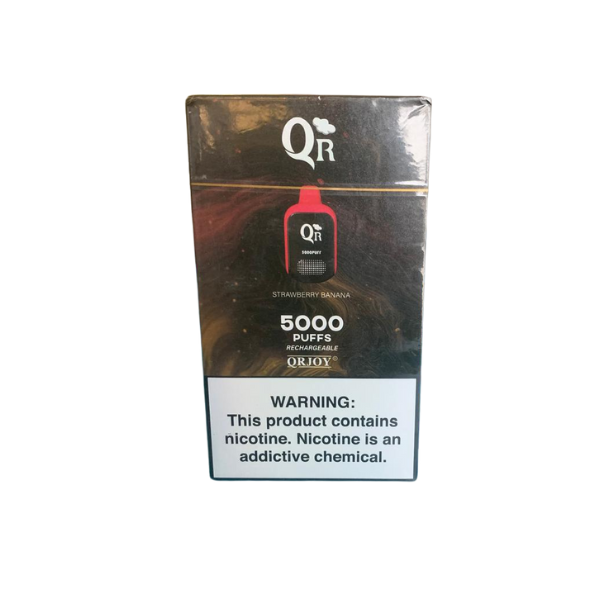 QR
QR
5000PUFF
STRAWBERRY BANANA
5000
PUFFS
RECHARGEABLE
QRJOY®
WARNING:
This product contains
nicotine. Nicotine is an
addictive chemical.